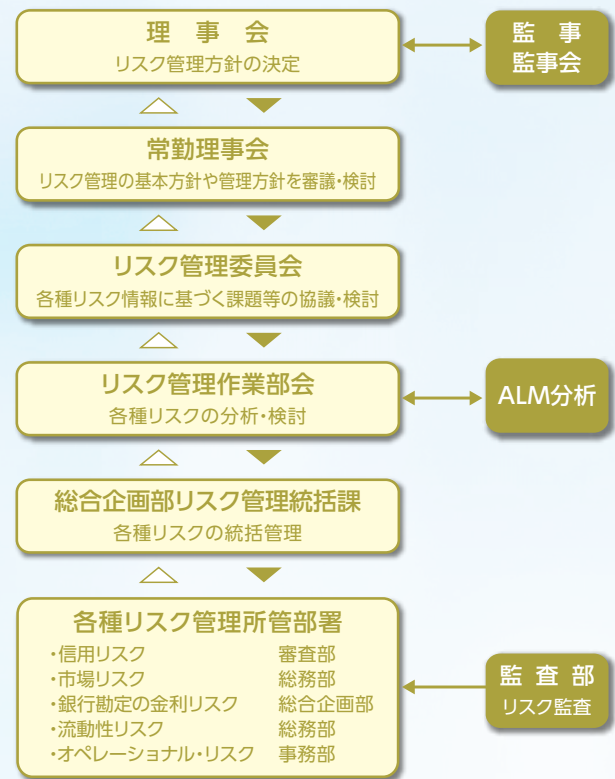 理 事 会
リスク管理方針の決定
監 事
監事会
常勤理事会
リスク管理の基本方針や管理方針を審議・検討
リスク管理委員会
各種リスク情報に基づく課題等の協議・検討
リスク管理作業部会
各種リスクの分析・検討
ALM分析
総合企画部リスク管理統括課
各種リスクの統括管理
各種リスク管理所管部署
・信用リスク 審査部
・市場リスク 総務部
・銀行勘定の金利リスク 総合企画部
・流動性リスク 総務部
・オペレーショナル・リスク 事務部
監 査 部
リスク監査